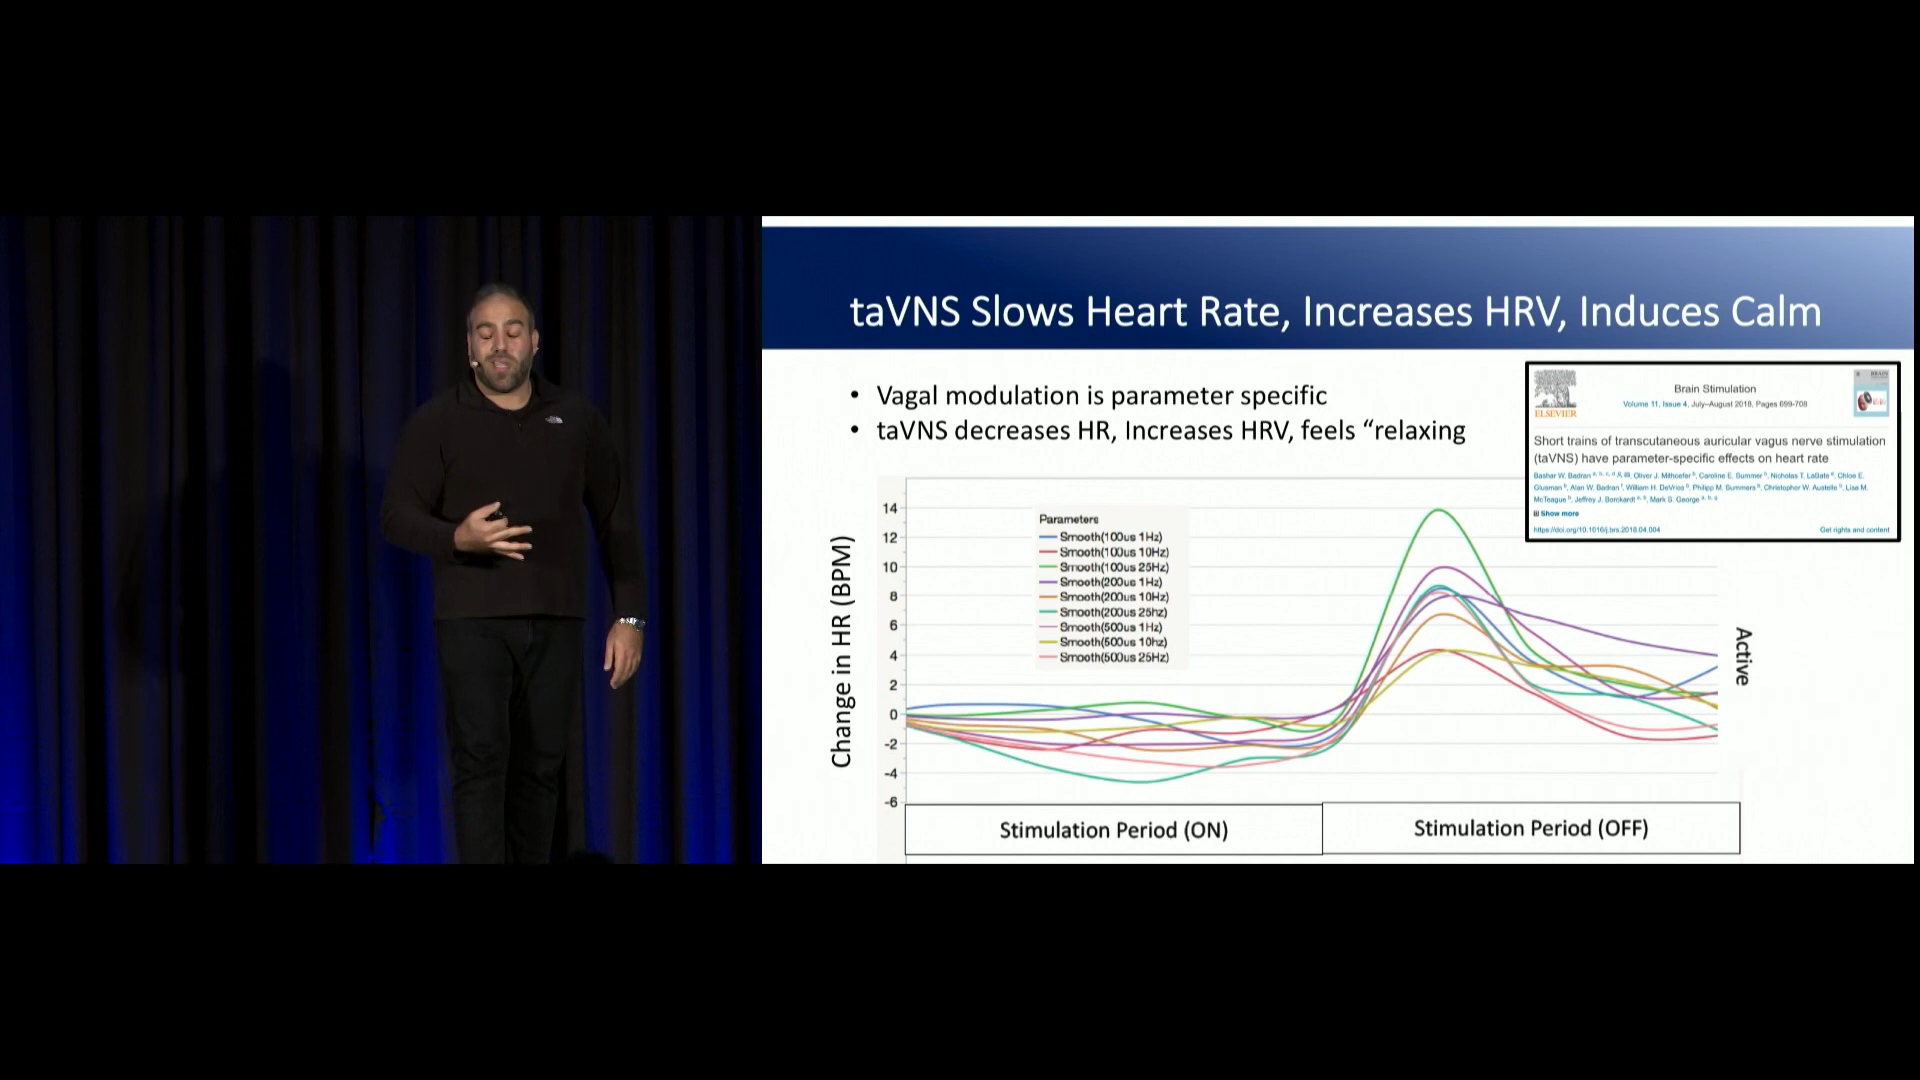 taVNS Slows Heart Rate, Increases HRV, Induces Calm
• Vagal modulation is parameter specific
• taVNS decreases HR, Increases HRV, feels “relaxing
ELSEVIER
Brain Stimulation
Volume 11, Issue 4, July–August 2018, Pages 699-708
Short trains of transcutaneous auricular vagus nerve stimulation
(taVNS) have parameter-specific effects on heart rate
Bashar W. Badran, Oliver J. Mithoefer, Caroline E. Summer, Nicholas T. LaBate, Chloe E.
Glusman, Alan W. Badran, William H. DeVries, Philipp M. Summers, Christopher W. Austelle, Lisa M.
McTeague, Jeffrey J. Borckardt, Mark S. George
Show more
https://doi.org/10.1016/j.brs.2018.04.004
Get rights and content
Change in HR (BPM)
14
12
10
8
6
4
2
0
-2
-4
-6
Parameters
Smooth(100us 1Hz)
Smooth(100us 10Hz)
Smooth(100us 25Hz)
Smooth(200us 1Hz)
Smooth(200us 10Hz)
Smooth(200us 25hz)
Smooth(500us 1Hz)
Smooth(500us 10hz)
Smooth(500us 25Hz)
Active
Stimulation Period (ON)
Stimulation Period (OFF)